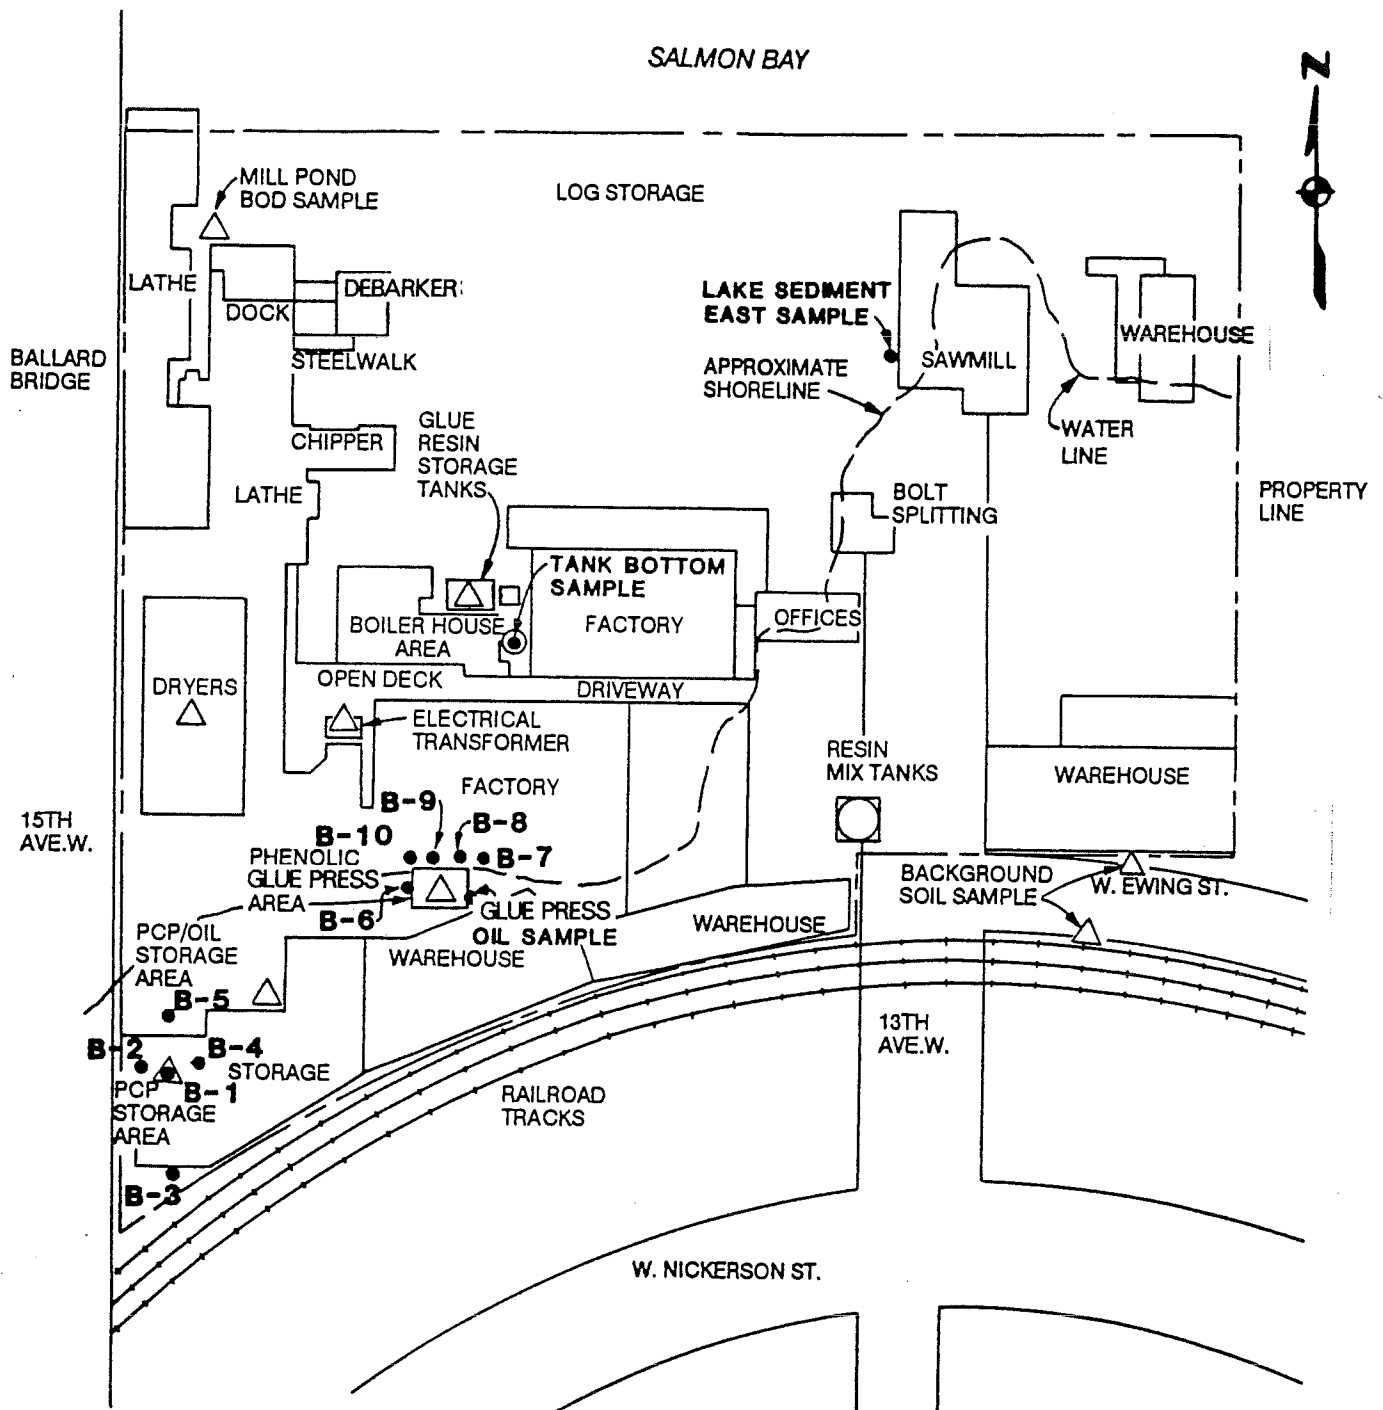 SALMON BAY
N
MILL POND
BOD SAMPLE
LOG STORAGE
LATHE
DEBARKER
DOCK
STEELWALK
LAKE SEDIMENT
EAST SAMPLE
SAWMILL
WAREHOUSE
BALLARD
BRIDGE
APPROXIMATE
SHORELINE
WATER
LINE
CHIPPER
GLUE
RESIN
STORAGE
TANKS
LATHE
BOLT
SPLITTING
PROPERTY
LINE
TANK BOTTOM
SAMPLE
BOILER HOUSE
AREA
FACTORY
OFFICES
DRYERS
OPEN DECK
DRIVEWAY
ELECTRICAL
TRANSFORMER
RESIN
MIX TANKS
WAREHOUSE
FACTORY
15TH
AVE.W.
B-9
B-10
B-8
B-7
PHENOLIC
GLUE PRESS
AREA
B-6
GLUE PRESS
OIL SAMPLE
BACKGROUND
SOIL SAMPLE
W. EWING ST.
WAREHOUSE
WAREHOUSE
PCP/OIL
STORAGE
AREA
B-5
B-2
B-4
STORAGE
B-1
PCP
STORAGE
AREA
B-3
13TH
AVE.W.
RAILROAD
TRACKS
W. NICKERSON ST.